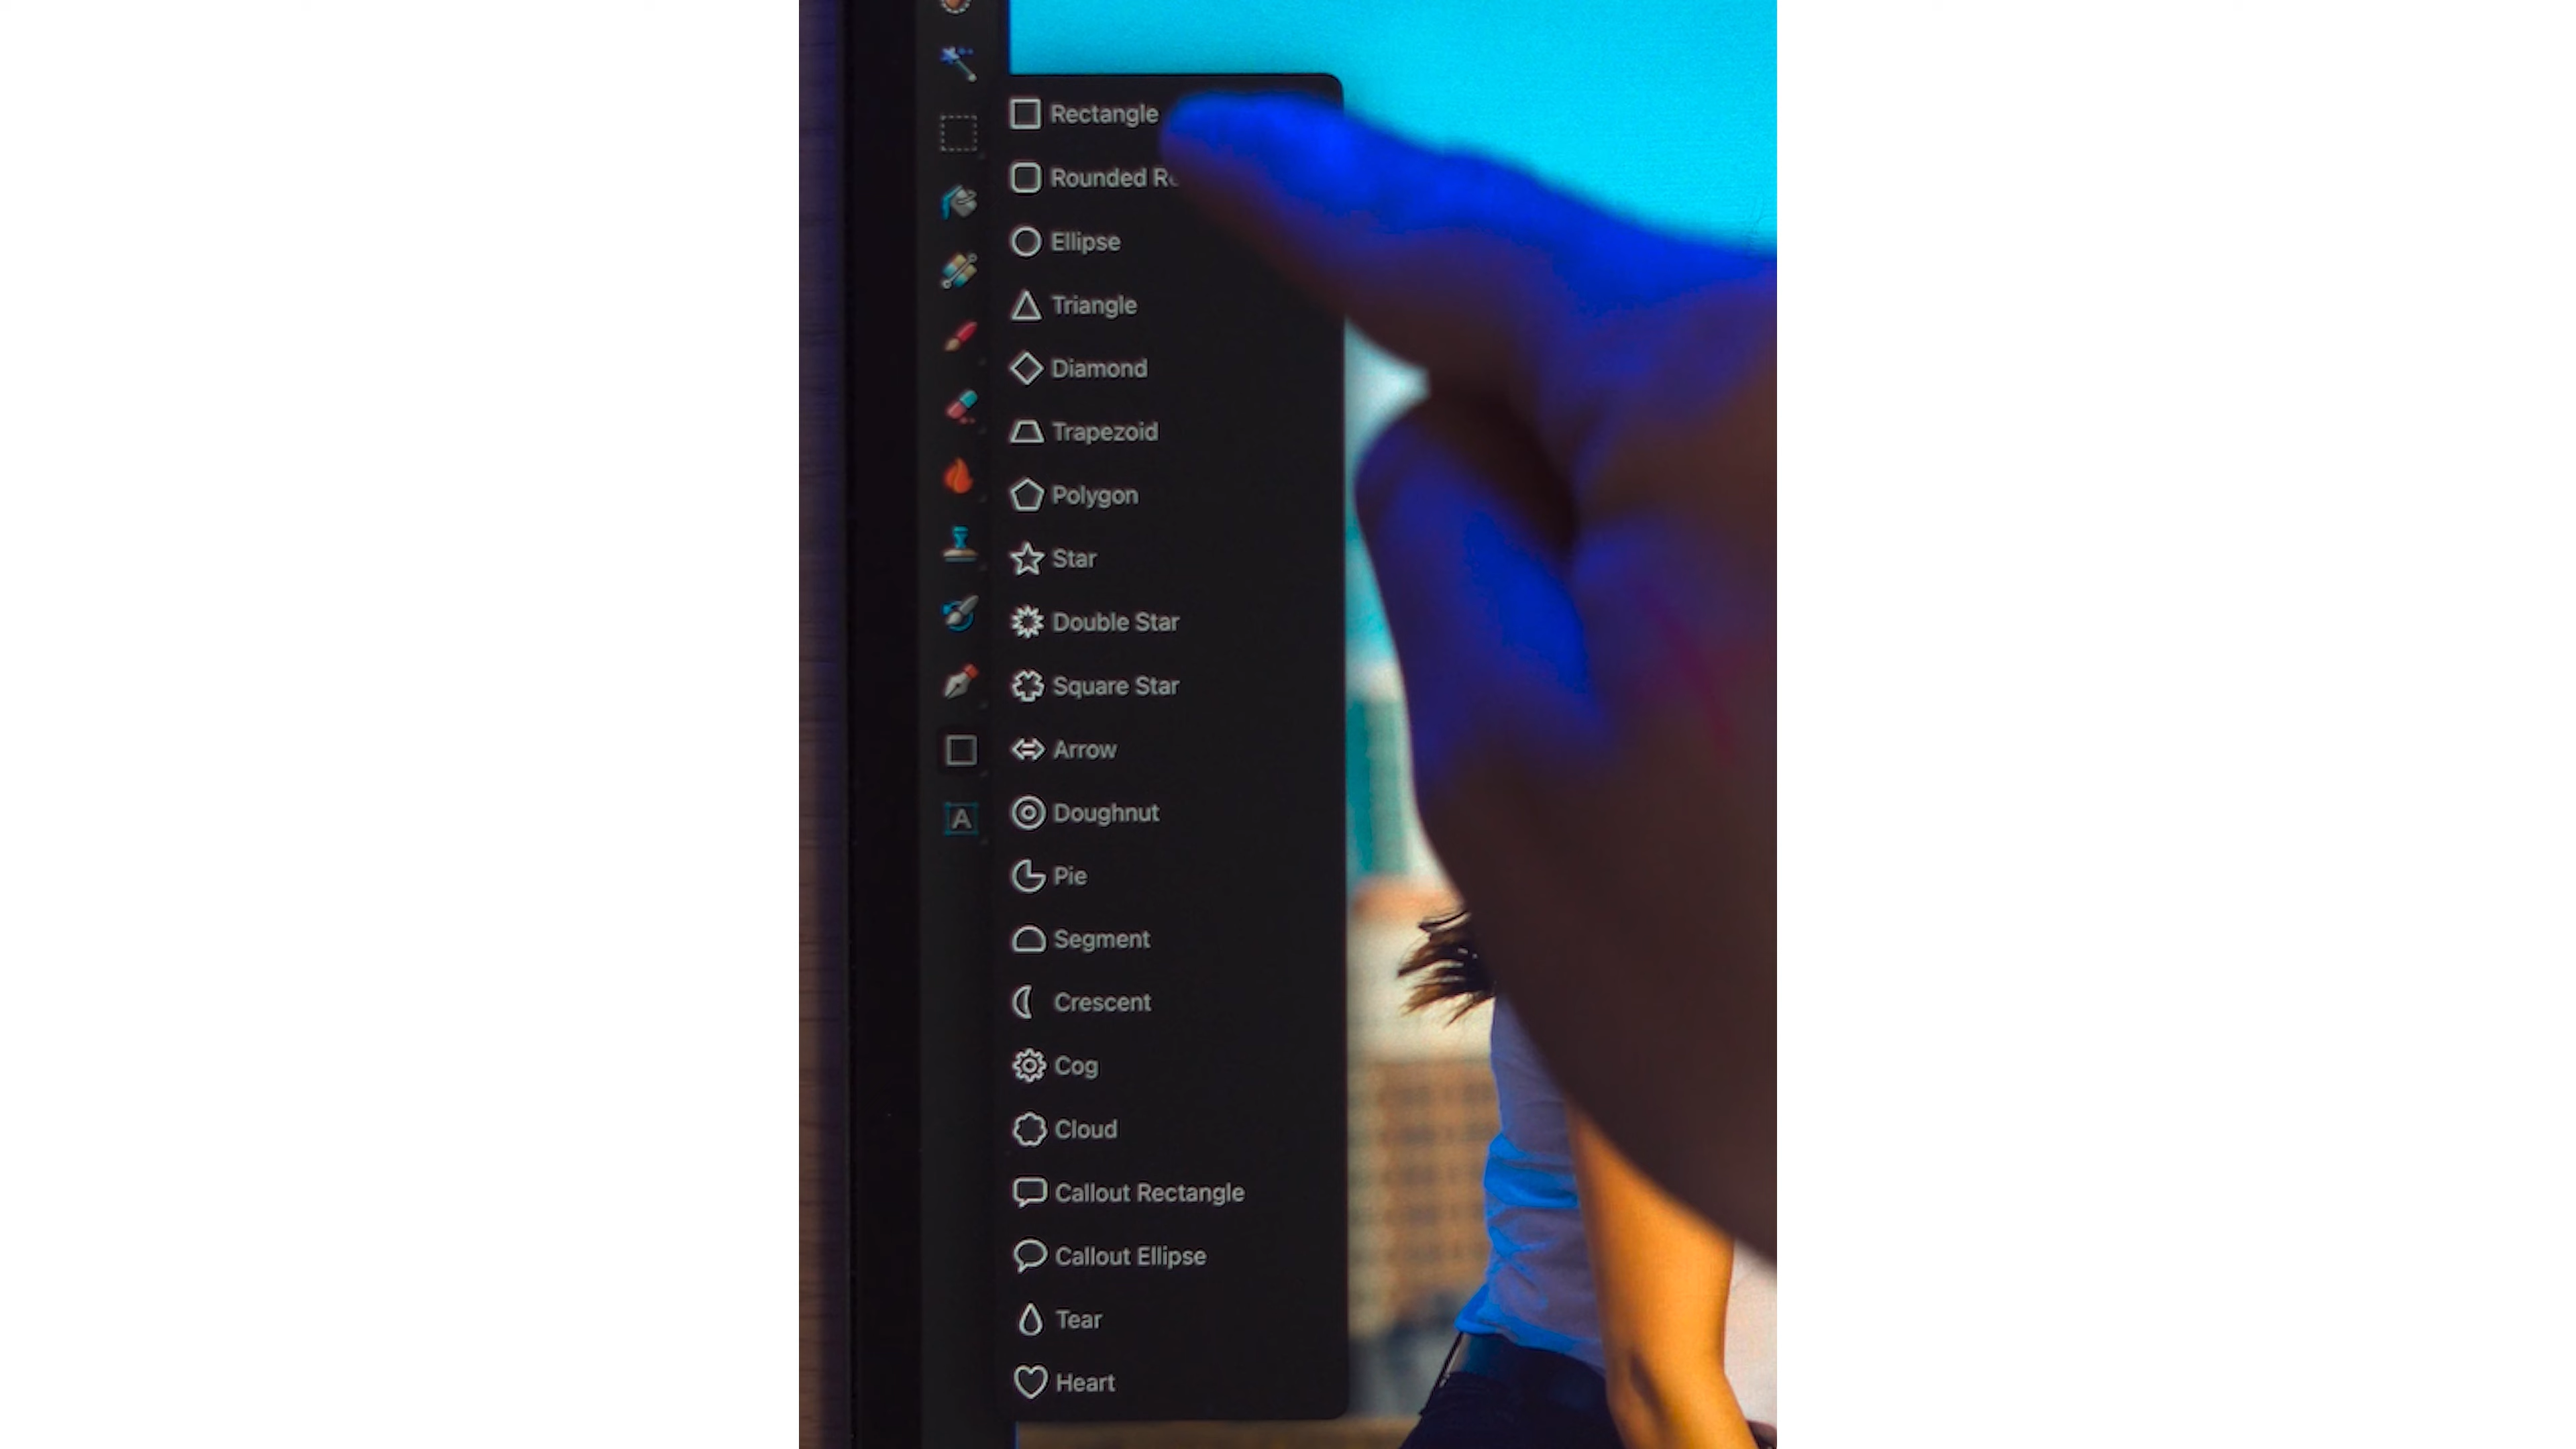 Rectangle
Rounded
Ellipse
Triangle
Diamond
Trapezoid
Polygon
Star
Double Star
Square Star
Arrow
A
Doughnut
Pie
Segment
Crescent
Cog
Cloud
Callout Rectangle
Callout Ellipse
Tear
Heart